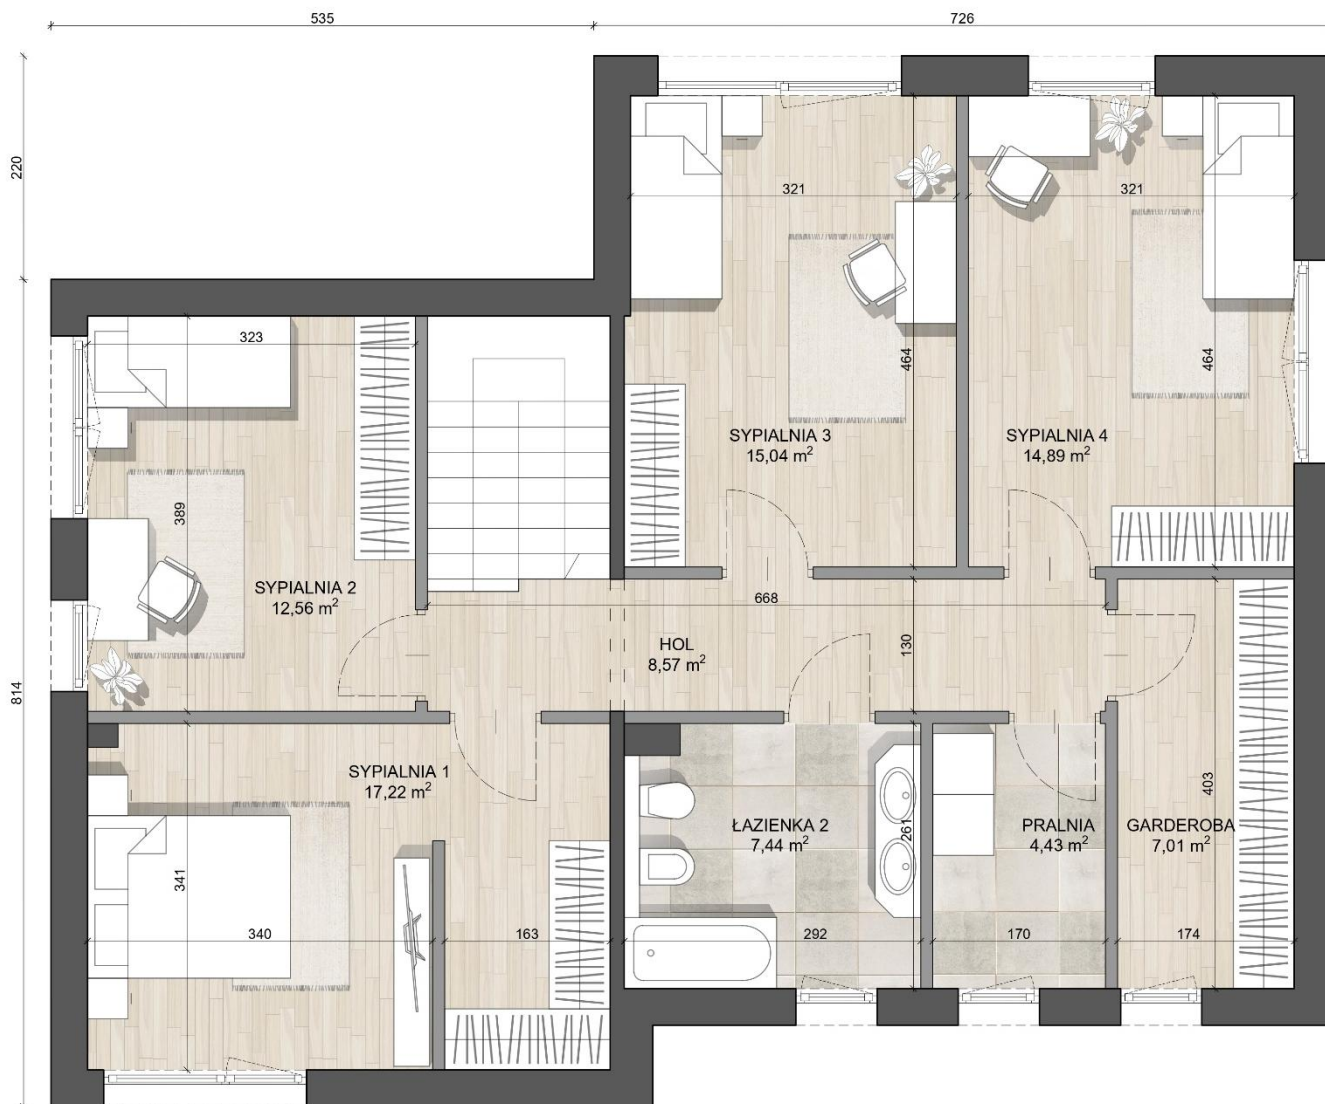 535
726
220
321
321
323
464
464
SYPIALNIA 3
15,04 m²
SYPIALNIA 4
14,89 m²
389
SYPIALNIA 2
12,56 m²
668
HOL
8,57 m²
130
814
SYPIALNIA 1
17,22 m²
403
ŁAZIENKA 2
7,44 m²
261
PRALNIA
4,43 m²
GARDEROBA
7,01 m²
341
340
163
292
170
174